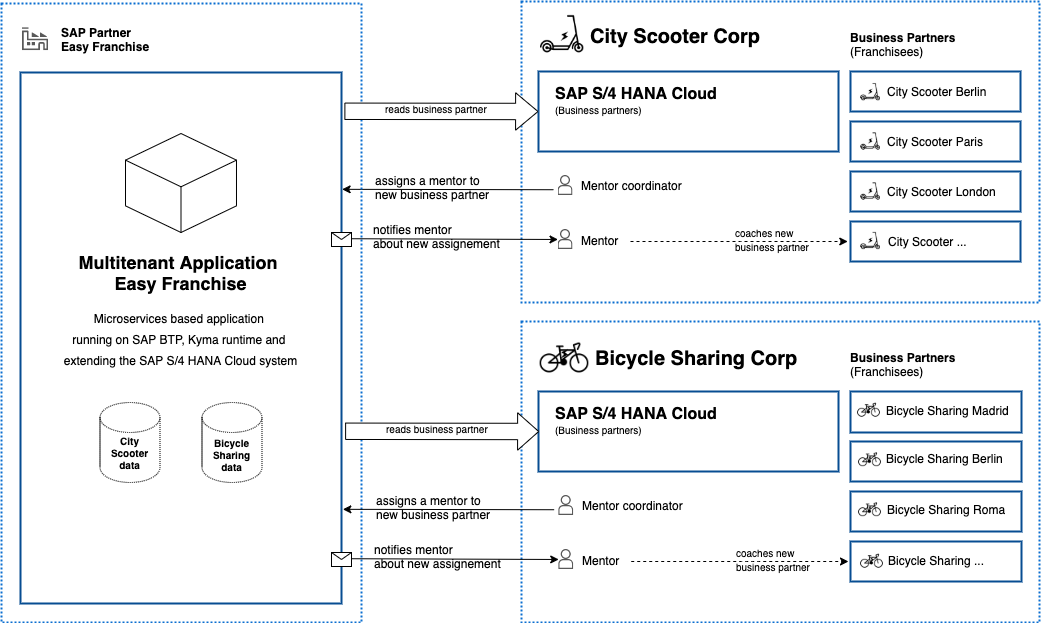 SAP Partner
Easy Franchise
Multitenant Application
Easy Franchise
Microservices based application
running on SAP BTP, Kyma runtime and
extending the SAP S/4 HANA Cloud system
City
Scooter
data
Bicycle
Sharing
data
reads business partner
assigns a mentor to
new business partner
notifies mentor
about new assignement
City Scooter Corp
SAP S/4 HANA Cloud
(Business partners)
Mentor coordinator
Mentor
coaches new
business partner
Business Partners
(Franchisees)
City Scooter Berlin
City Scooter Paris
City Scooter London
City Scooter ...
reads business partner
assigns a mentor to
new business partner
notifies mentor
about new assignement
Bicycle Sharing Corp
SAP S/4 HANA Cloud
(Business partners)
Mentor coordinator
Mentor
coaches new
business partner
Business Partners
(Franchisees)
Bicycle Sharing Madrid
Bicycle Sharing Berlin
Bicycle Sharing Roma
Bicycle Sharing ...